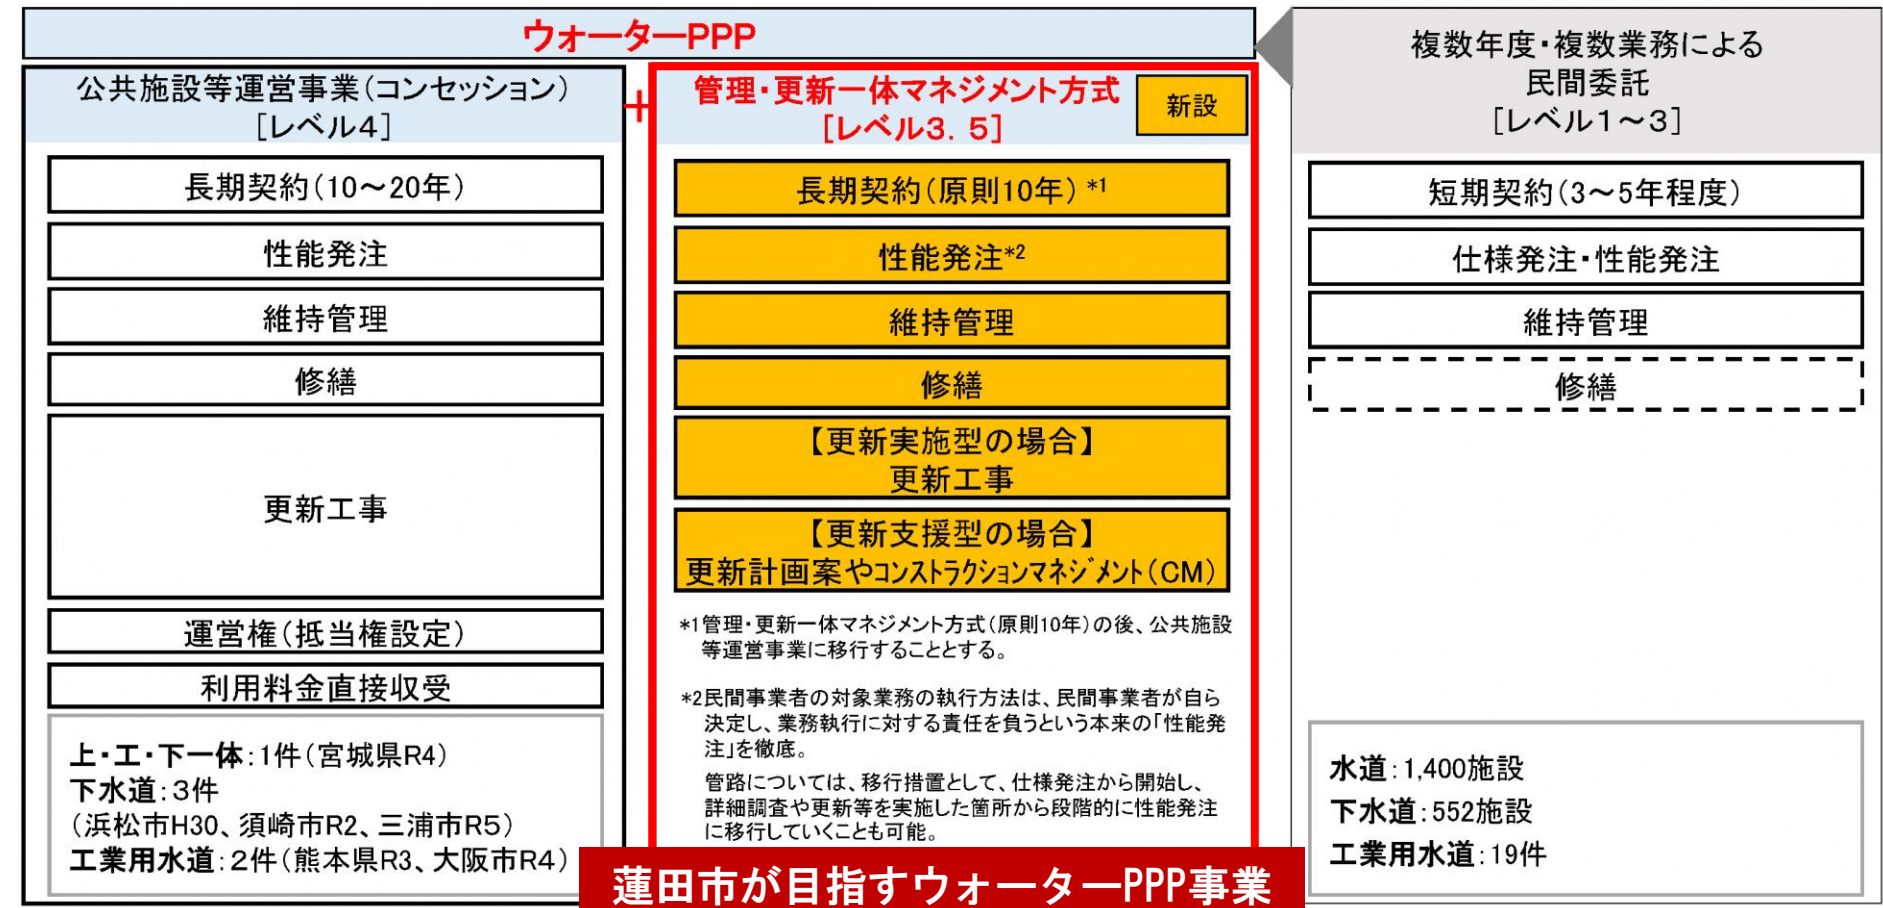 ウォーターPPP
公共施設等運営事業(コンセッション)
[レベル4]
長期契約(10～20年)
性能発注
維持管理
修繕
更新工事
運営権(抵当権設定)
利用料金直接収受
上・工・下一体:1件(宮城県R4)
下水道:3件
(浜松市H30、須崎市R2、三浦市R5)
工業用水道:2件(熊本県R3、大阪市R4)
+
管理・更新一体マネジメント方式
[レベル3．5]
新設
長期契約(原則10年)*1
性能発注*2
維持管理
修繕
【更新実施型の場合】
更新工事
【更新支援型の場合】
更新計画案やｺﾝｽﾄﾗｸｼｮﾝﾏﾈｼﾞﾒﾝﾄ(CM)
*1管理・更新一体マネジメント方式(原則10年)の後、公共施設
等運営事業に移行することとする。
*2民間事業者の対象業務の執行方法は、民間事業者が自ら
決定し、業務執行に対する責任を負うという本来の「性能発
注」を徹底。
管路については、移行措置として、仕様発注から開始し、
詳細調査や更新等を実施した箇所から段階的に性能発注
に移行していくことも可能。
蓮田市が目指すウォーターPPP事業
複数年度・複数業務による
民間委託
[レベル1～3]
短期契約(3～5年程度)
仕様発注・性能発注
維持管理
修繕
水道:1,400施設
下水道:552施設
工業用水道:19件